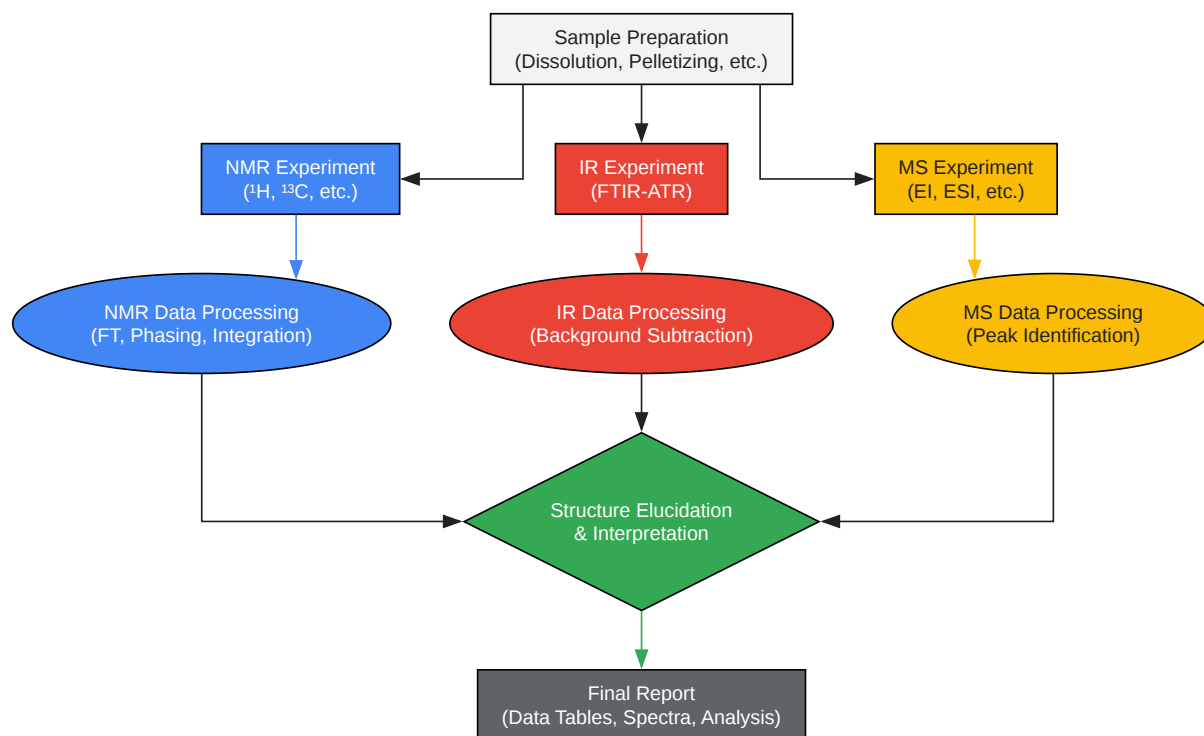 Sample Preparation
(Dissolution, Pelletizing, etc.)
NMR Experiment
(¹H, ¹³C, etc.)
IR Experiment
(FTIR-ATR)
MS Experiment
(EI, ESI, etc.)
NMR Data Processing
(FT, Phasing, Integration)
IR Data Processing
(Background Subtraction)
MS Data Processing
(Peak Identification)
Structure Elucidation
& Interpretation
Final Report
(Data Tables, Spectra, Analysis)